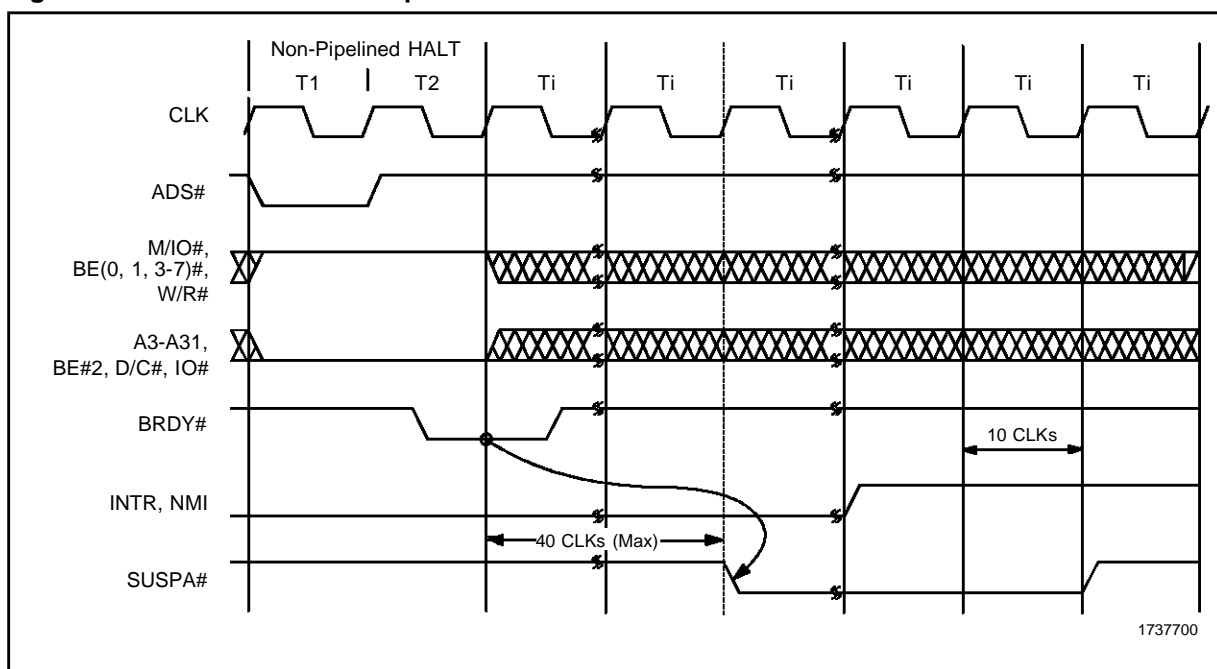 Non-Pipelined HALT
T1
T2
Ti
Ti
Ti
Ti
Ti
Ti
CLK
ADS#
M/IO#,
BE(0, 1, 3-7)#,
W/R#
A3-A31,
BE#2, D/C#, IO#
BRDY#
10 CLKs
INTR, NMI
40 CLKs (Max)
SUSPA#
1737700